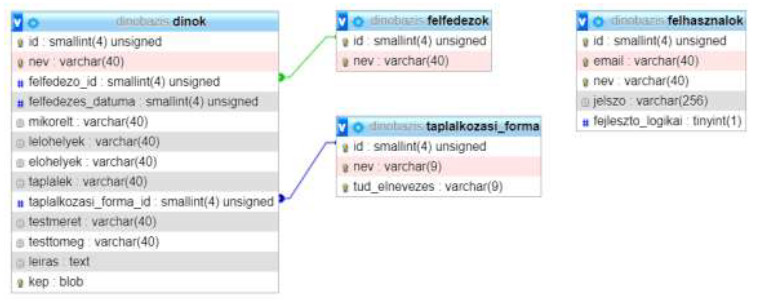 dinobazis dinok
id : smallint(4) unsigned
nev : varchar(40)
felfedezo_id : smallint(4) unsigned
felfedezes_datuma : smallint(4) unsigned
mikorelt : varchar(40)
lelohelyek : varchar(40)
elohelyek : varchar(40)
taplalek : varchar(40)
taplalkozasi_forma_id : smallint(4) unsigned
testmeret : varchar(40)
testtomeg : varchar(40)
leiras : text
kep : blob
dinobazis felfedezok
id : smallint(4) unsigned
nev : varchar(40)
dinobazis taplalkozasi_forma
id : smallint(4) unsigned
nev : varchar(9)
tud_elnevezes : varchar(9)
dinobazis felhasznalok
id : smallint(4) unsigned
email : varchar(40)
nev : varchar(40)
jelszo : varchar(256)
fejleszto_logikai : tinyint(1)